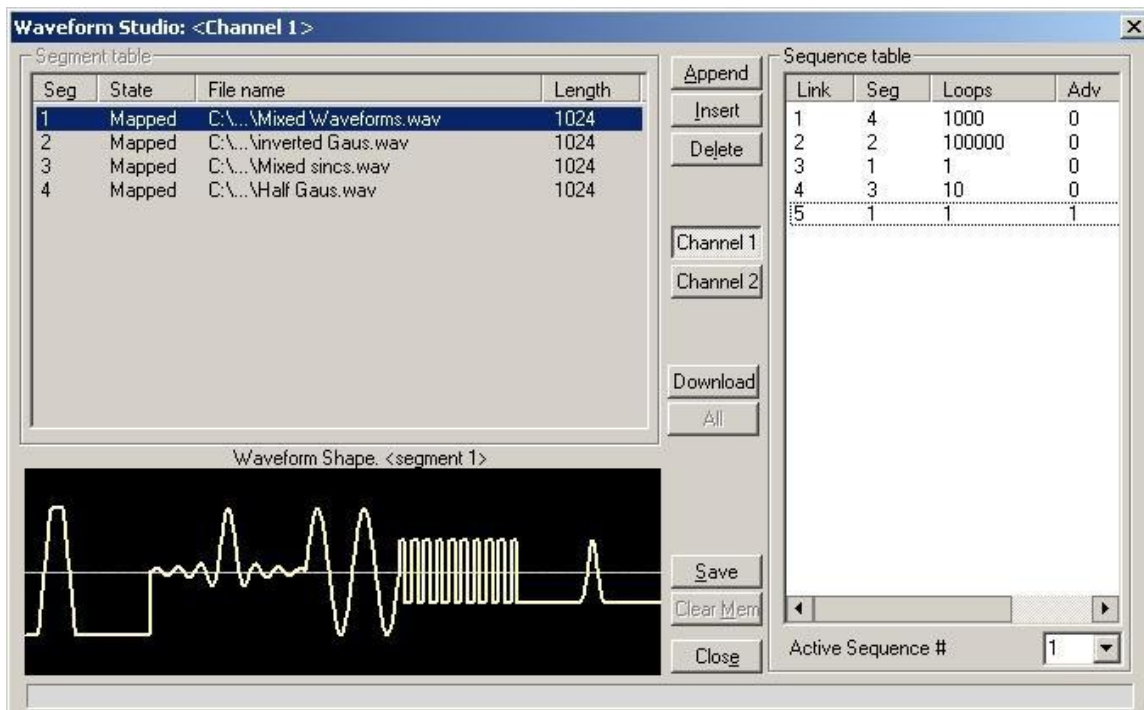 Waveform Studio: <Channel 1>
Segment table
Seg State File name Length
1 Mapped C:\...\Mixed Waveforms.wav 1024
2 Mapped C:\...\inverted Gaus.wav 1024
3 Mapped C:\...\Mixed sincs.wav 1024
4 Mapped C:\...\Half Gaus.wav 1024
Waveform Shape. <segment 1>
Append
Insert
Delete
Channel 1
Channel 2
Download
All
Save
Clear Mem
Close
Sequence table
Link Seg Loops Adv
1 4 1000 0
2 2 100000 0
3 1 1 0
4 3 10 0
5 1 1 1
Active Sequence # 1